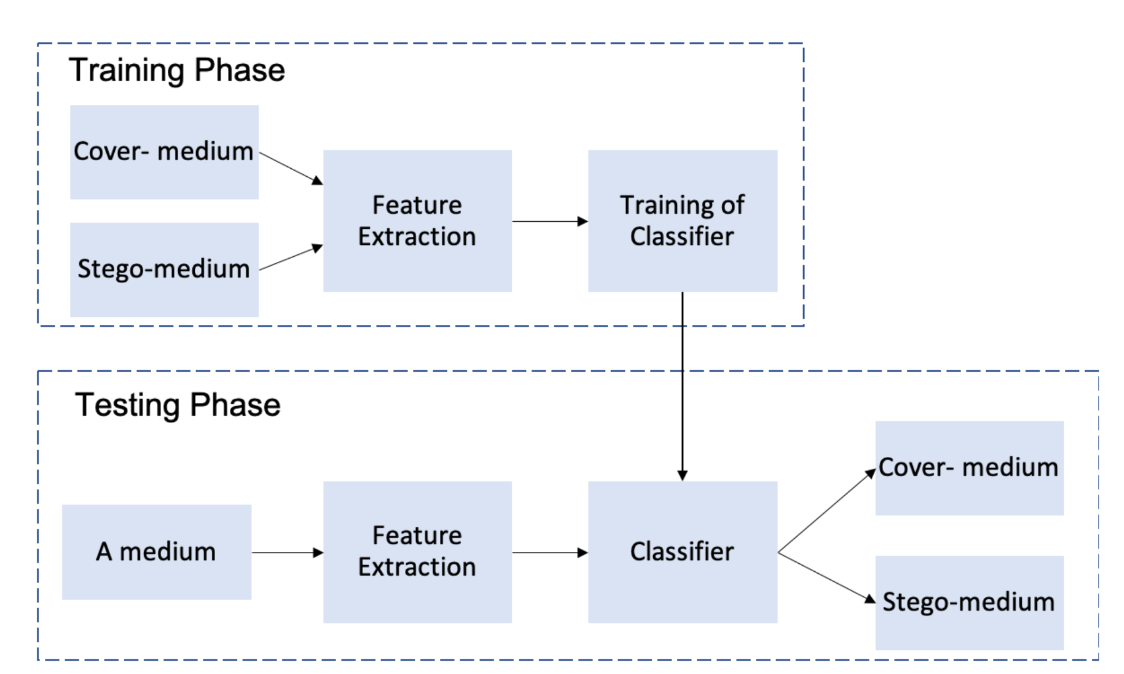 Training Phase
Cover- medium
Stego-medium
Feature
Extraction
Training of
Classifier
Testing Phase
A medium
Feature
Extraction
Classifier
Cover- medium
Stego-medium